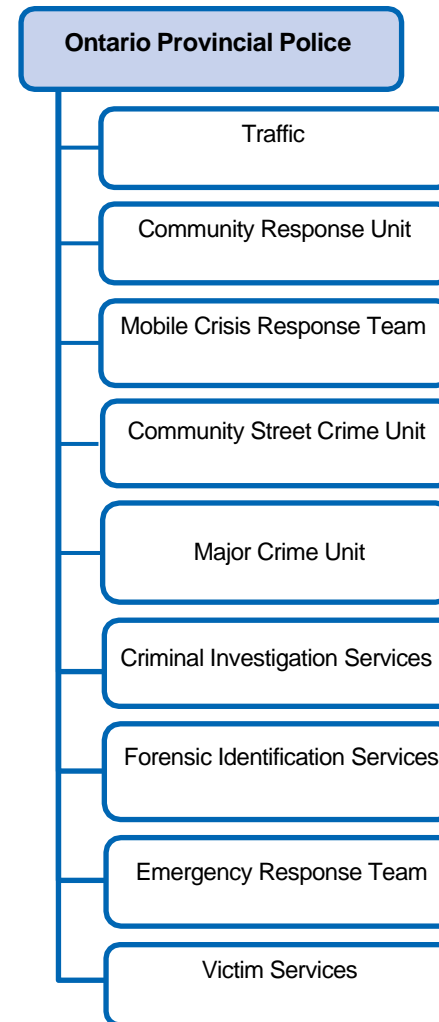 Ontario Provincial Police
Traffic
Community Response Unit
Mobile Crisis Response Team
Community Street Crime Unit
Major Crime Unit
Criminal Investigation Services
Forensic Identification Services
Emergency Response Team
Victim Services